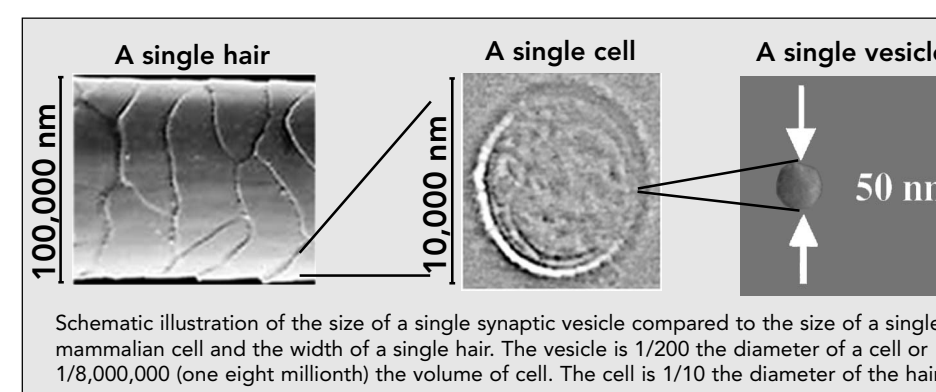 A single hair
A single cell
A single vesicle
100,000 nm
10,000 nm
50 nm
Schematic illustration of the size of a single synaptic vesicle compared to the size of a single
mammalian cell and the width of a single hair. The vesicle is 1/200 the diameter of a cell or
1/8,000,000 (one eight millionth) the volume of cell. The cell is 1/10 the diameter of the hair